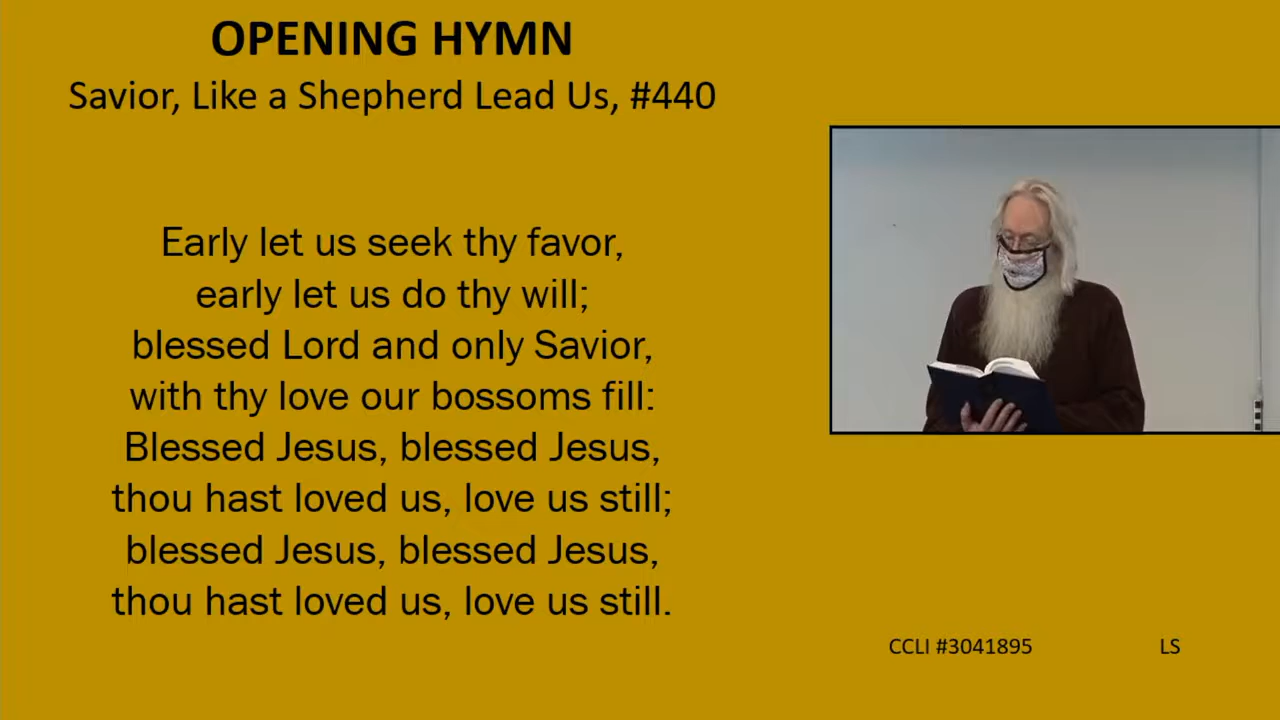 OPENING HYMN
Savior, Like a Shepherd Lead Us, #440
Early let us seek thy favor,
early let us do thy will;
blessed Lord and only Savior,
with thy love our bossoms fill:
Blessed Jesus, blessed Jesus,
thou hast loved us, love us still;
blessed Jesus, blessed Jesus,
thou hast loved us, love us still.
CCLI #3041895 LS